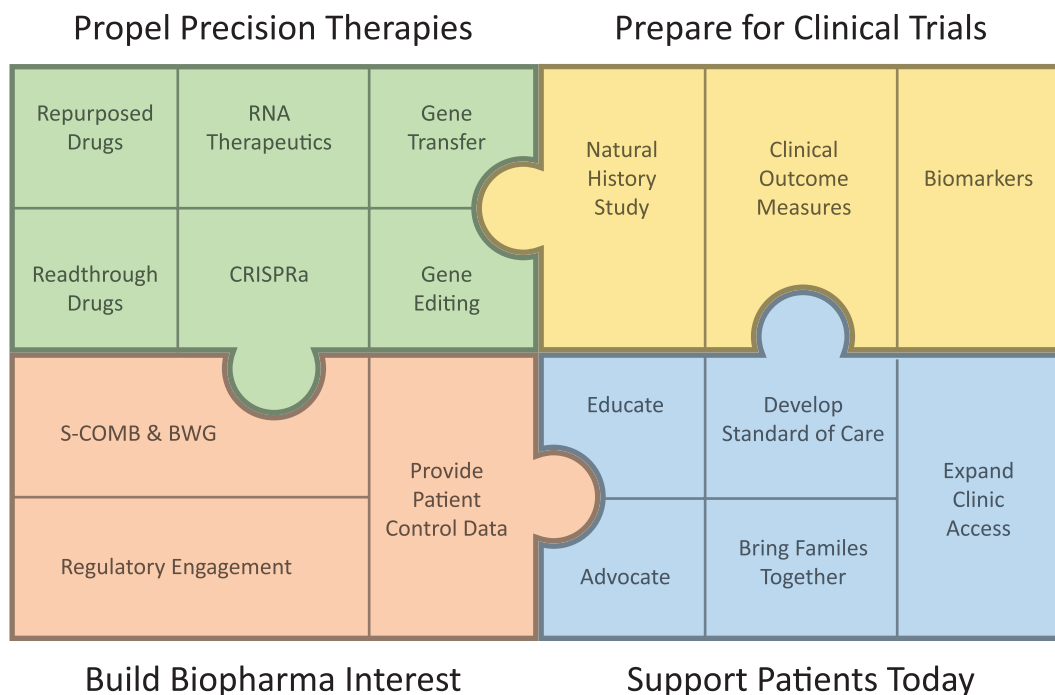 Propel Precision Therapies
Prepare for Clinical Trials
Repurposed
Drugs
RNA
Therapeutics
Gene
Transfer
Readthrough
Drugs
CRISPRa
Gene
Editing
Natural
History
Study
Clinical
Outcome
Measures
Biomarkers
S-COMB & BWG
Regulatory Engagement
Provide
Patient
Control Data
Educate
Develop
Standard of Care
Advocate
Bring Familes
Together
Expand
Clinic
Access
Build Biopharma Interest
Support Patients Today